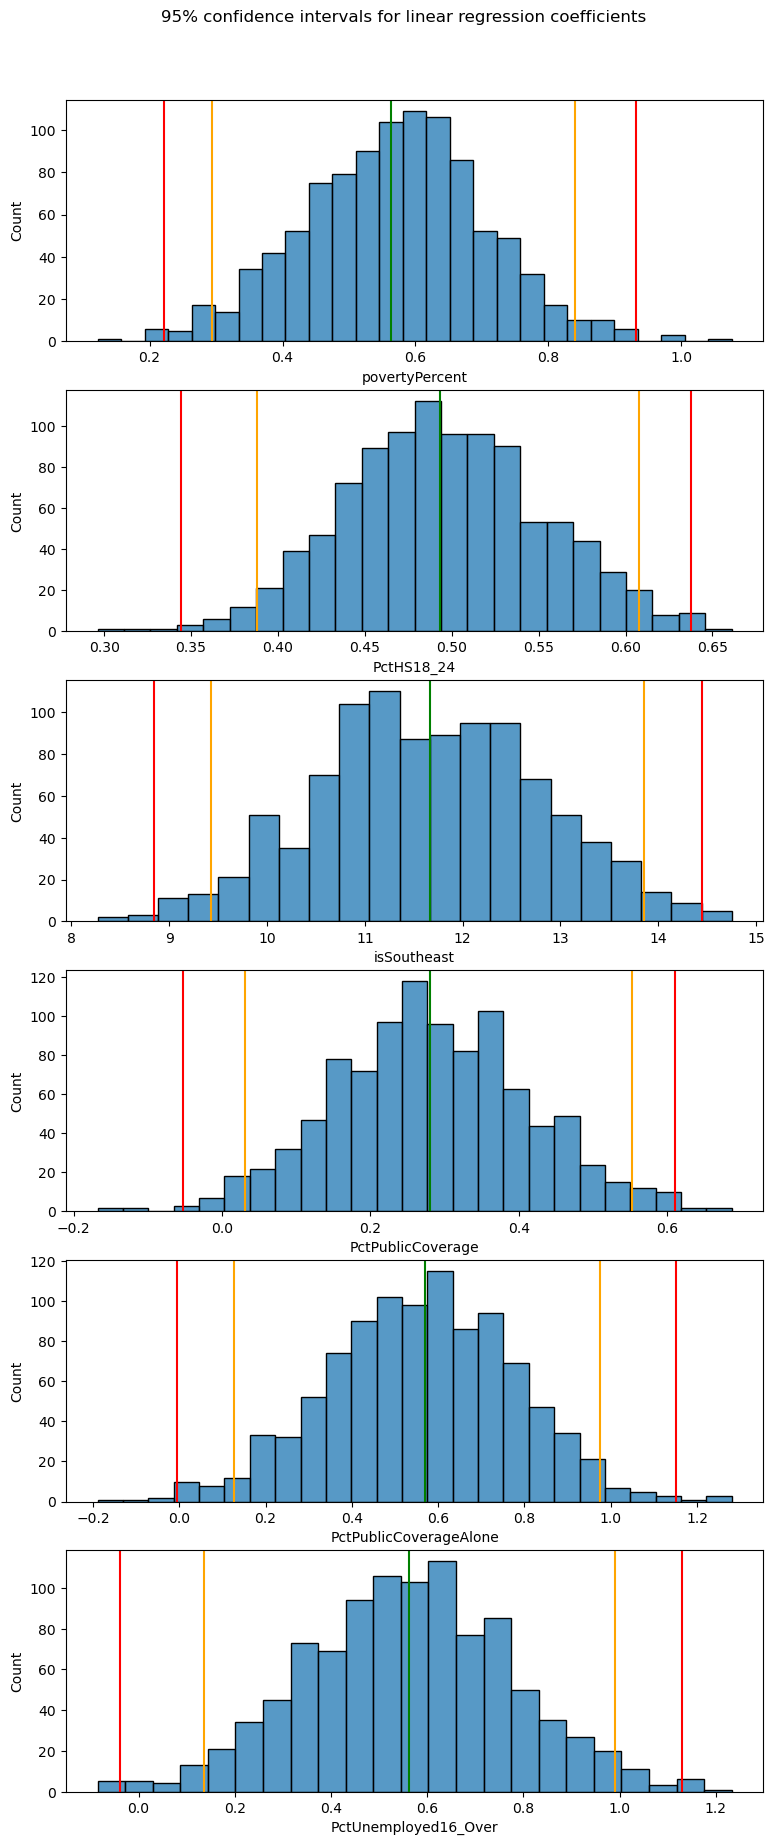 95% confidence intervals for linear regression coefficients
100
80
60
40
20
0
Count
0.2 0.4 0.6 0.8 1.0
povertyPercent
100
80
60
40
20
0
Count
0.30 0.35 0.40 0.45 0.50 0.55 0.60 0.65
PctHS18_24
100
80
60
40
20
0
Count
8 9 10 11 12 13 14 15
isSoutheast
120
100
80
60
40
20
0
Count
−0.2 0.0 0.2 0.4 0.6
PctPublicCoverage
120
100
80
60
40
20
0
Count
−0.2 0.0 0.2 0.4 0.6 0.8 1.0 1.2
PctPublicCoverageAlone
100
80
60
40
20
0
Count
0.0 0.2 0.4 0.6 0.8 1.0 1.2
PctUnemployed16_Over